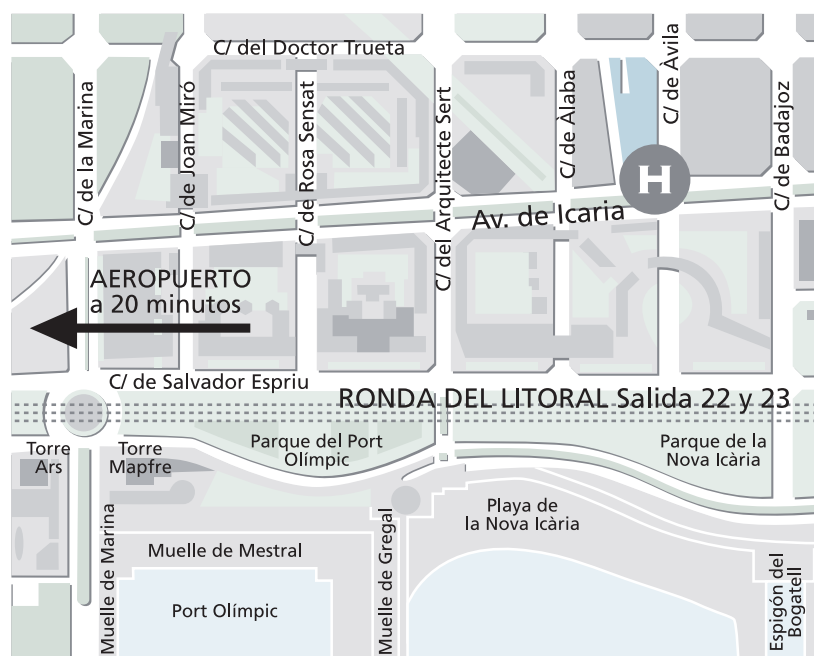 C/ del Doctor Trueta
C/ de la Marina
C/ de Joan Miró
C/ de Rosa Sensat
C/ del Arquitecte Sert
C/ de Àlaba
C/ de Àvila
C/ de Badajoz
H
Av. de Icaria
AEROPUERTO
a 20 minutos
C/ de Salvador Espriu
RONDA DEL LITORAL Salida 22 y 23
Torre
Ars
Torre
Mapfre
Parque del Port
Olímpic
Parque de la
Nova Icària
Playa de
la Nova Icària
Muelle de Marina
Muelle de Mestral
Muelle de Gregal
Port Olímpic
Espigón del
Bogatell